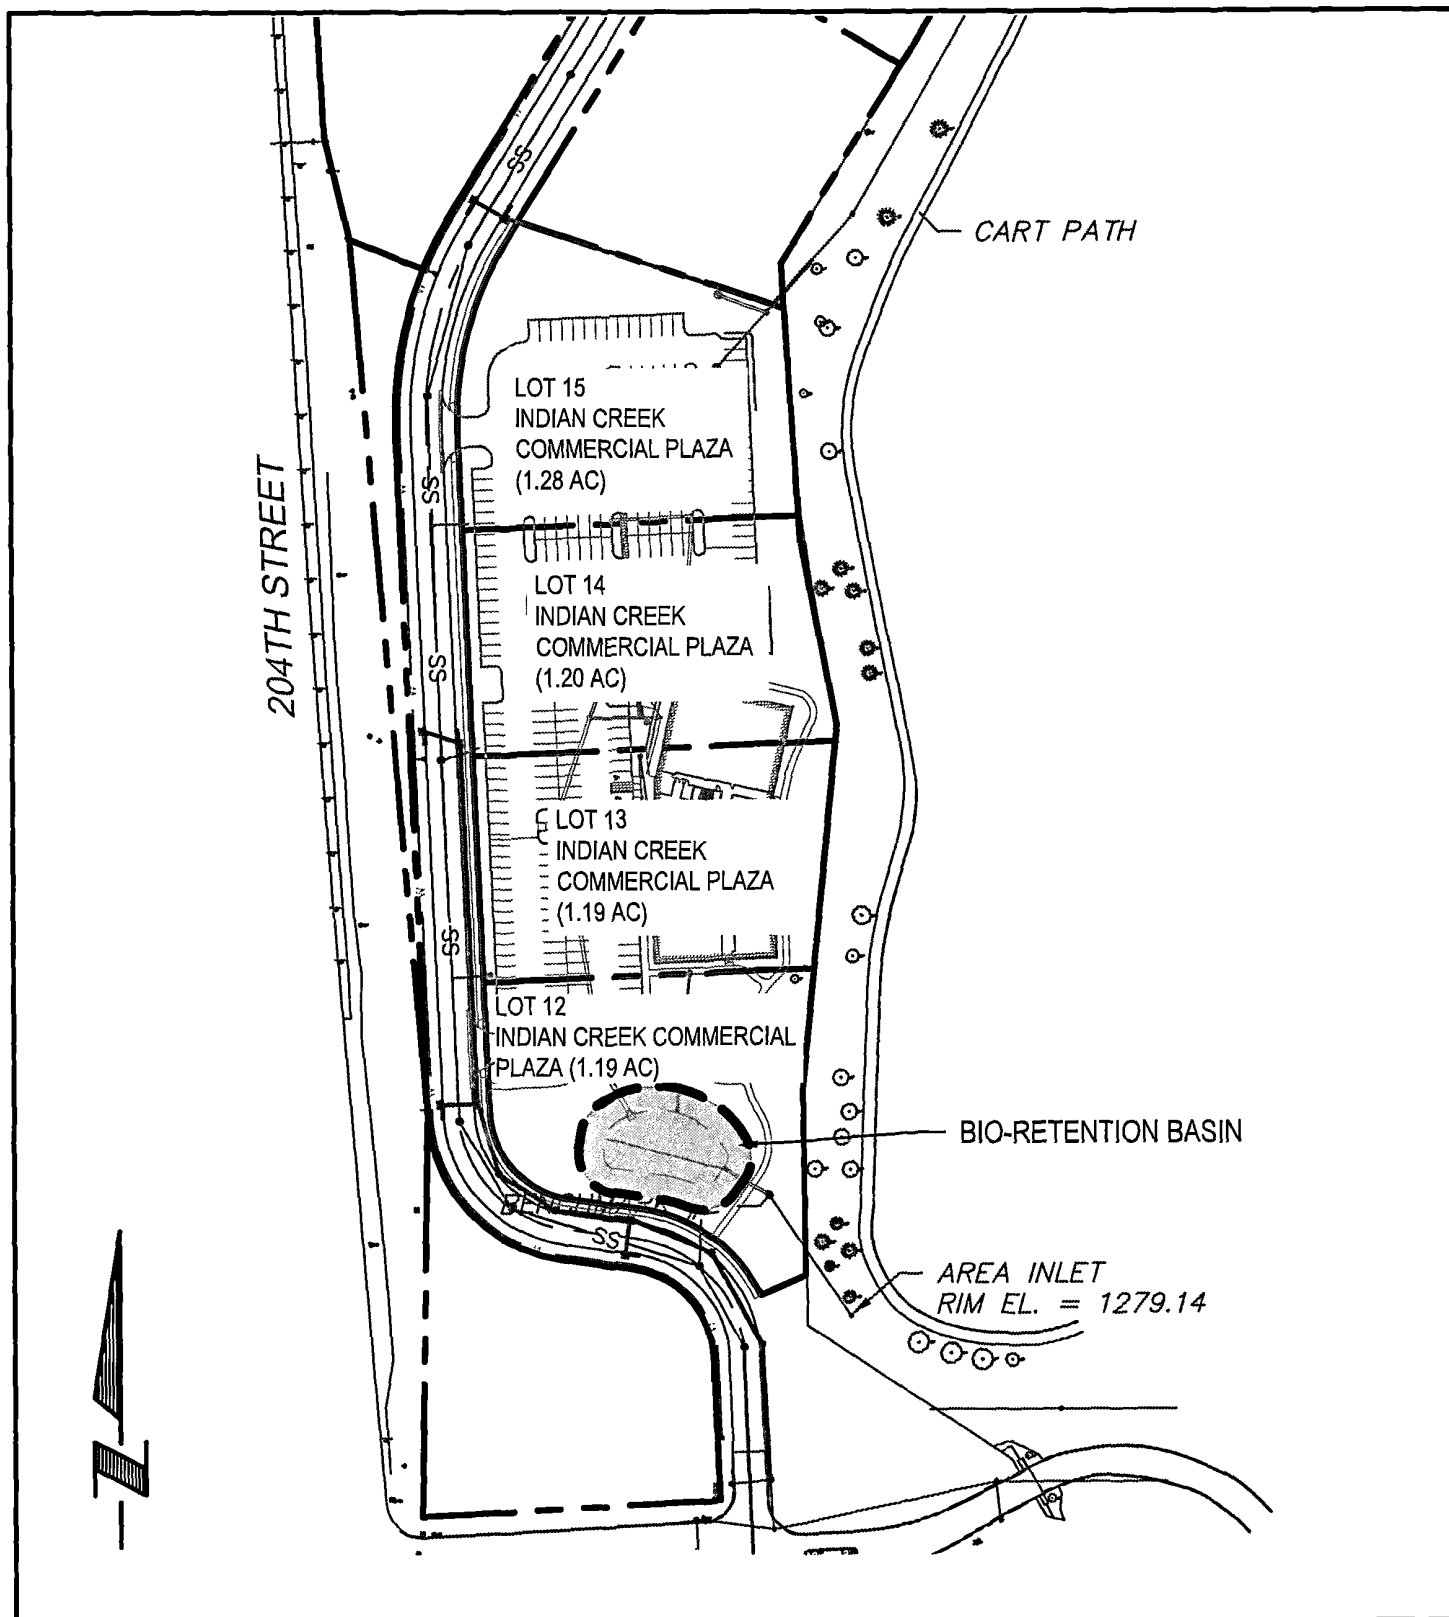 SS
CART PATH
LOT 15
INDIAN CREEK
COMMERCIAL PLAZA
(1.28 AC)
204TH STREET
SS
LOT 14
INDIAN CREEK
COMMERCIAL PLAZA
(1.20 AC)
SS
LOT 13
INDIAN CREEK
COMMERCIAL PLAZA
(1.19 AC)
SS
LOT 12
INDIAN CREEK COMMERCIAL
PLAZA (1.19 AC)
BIO-RETENTION BASIN
SS
AREA INLET
RIM EL. = 1279.14
Z